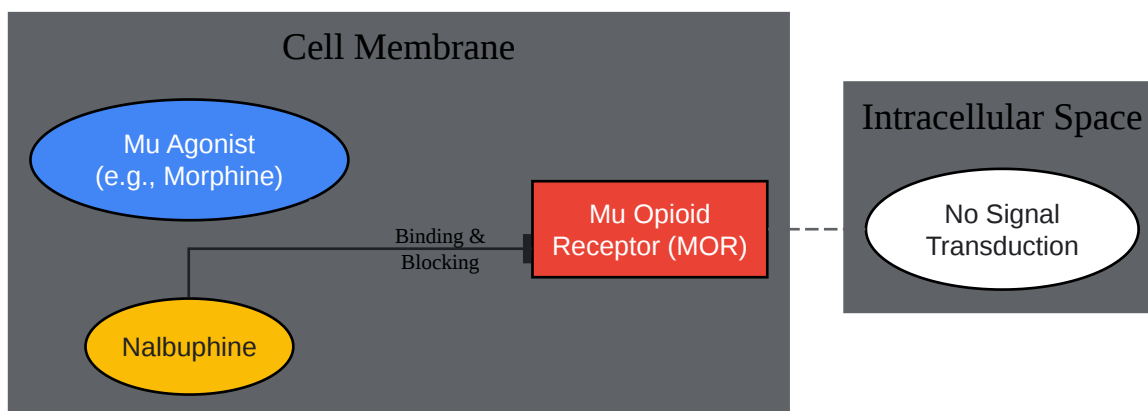 Cell Membrane
Mu Agonist
(e.g., Morphine)
Binding &
Blocking
Mu Opioid
Receptor (MOR)
Nalbuphine
Intracellular Space
No Signal
Transduction